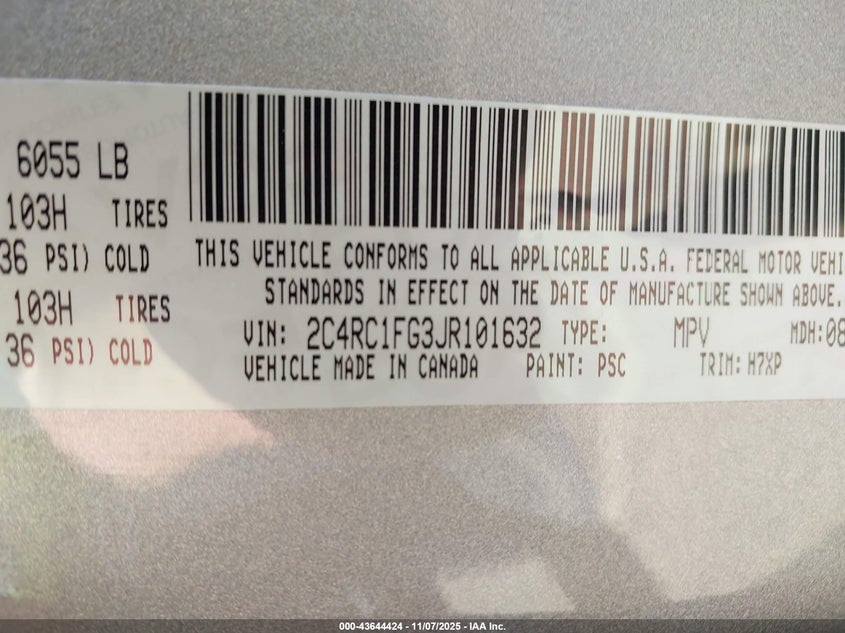 6055 LB
103H TIRES
36 PSI) COLD
103H TIRES
36 PSI) COLD
THIS VEHICLE CONFORMS TO ALL APPLICABLE U.S.A. FEDERAL MOTOR VEHI
STANDARDS IN EFFECT ON THE DATE OF MANUFACTURE SHOWN ABOVE.
VIN: 2C4RC1FG3JR101632 TYPE: MPV MDH:08
VEHICLE MADE IN CANADA PAINT: PSC TRIM: H7XP
000-43644424 - 11/07/2025 - IAA Inc.